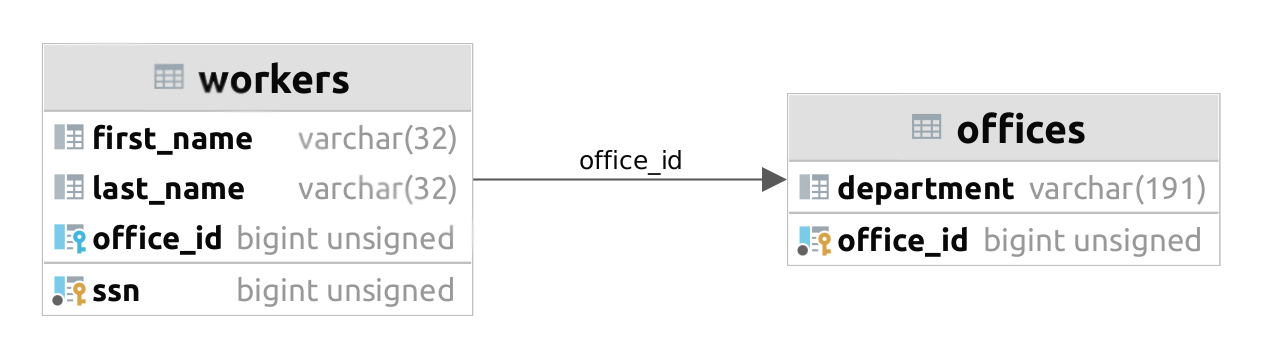 workers
first_name varchar(32)
last_name varchar(32)
office_id bigint unsigned
ssn bigint unsigned
office_id
offices
department varchar(191)
office_id bigint unsigned